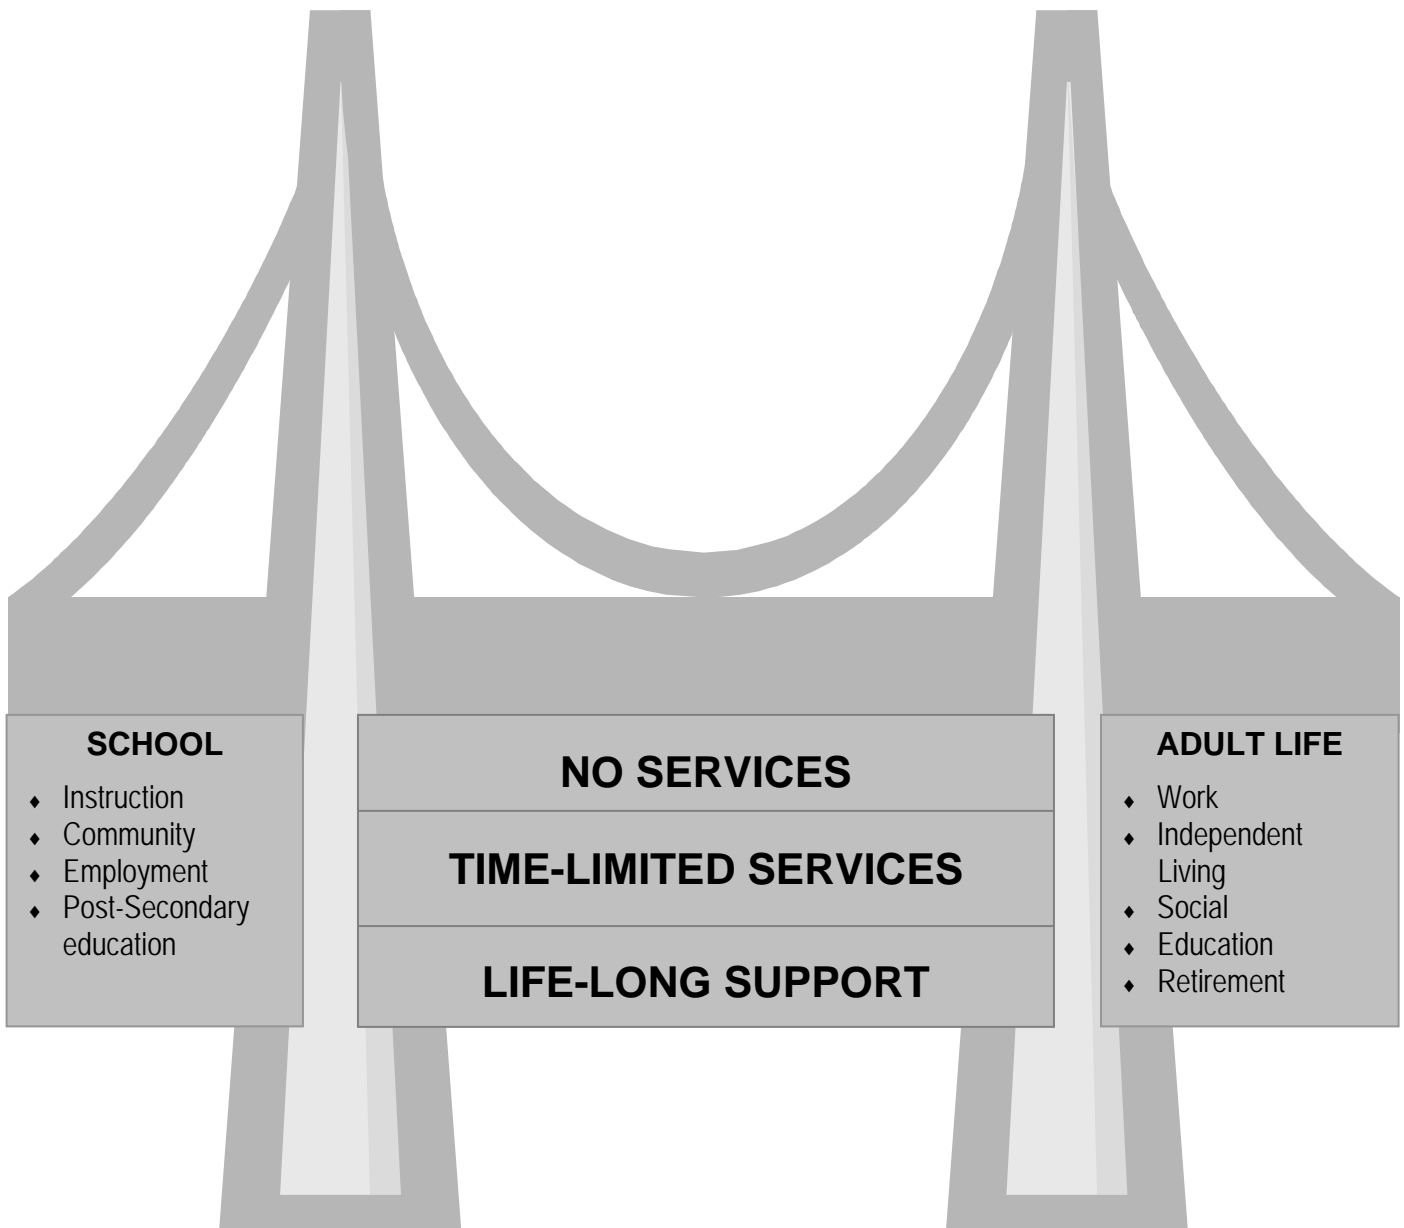 SCHOOL
♦ Instruction
♦ Community
♦ Employment
♦ Post-Secondary
education
NO SERVICES
TIME-LIMITED SERVICES
LIFE-LONG SUPPORT
ADULT LIFE
♦ Work
♦ Independent
Living
♦ Social
♦ Education
♦ Retirement